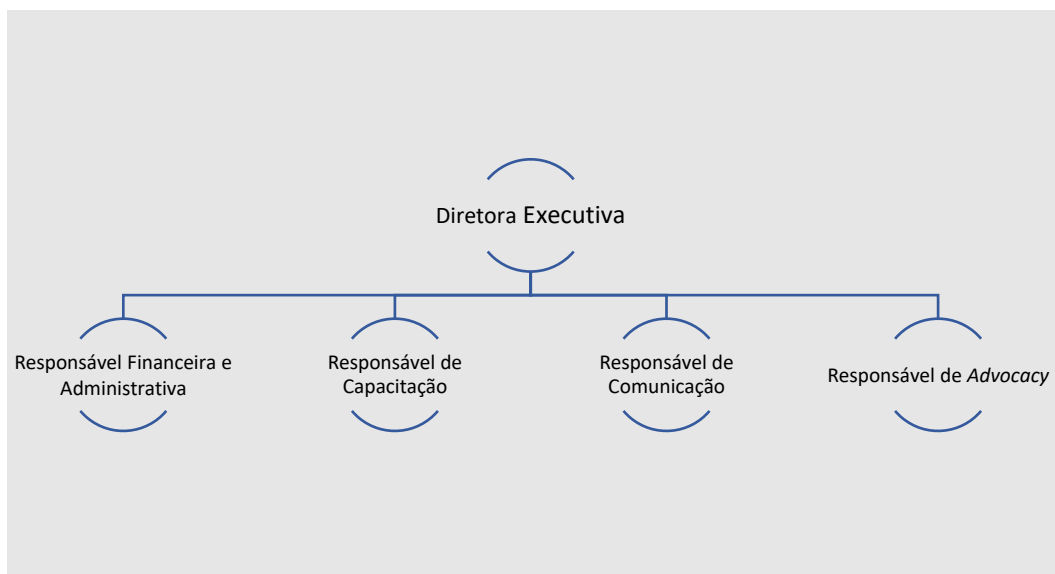 Diretora Executiva
Responsável Financeira e
Administrativa
Responsável de
Capacitação
Responsável de
Comunicação
Responsável de Advocacy